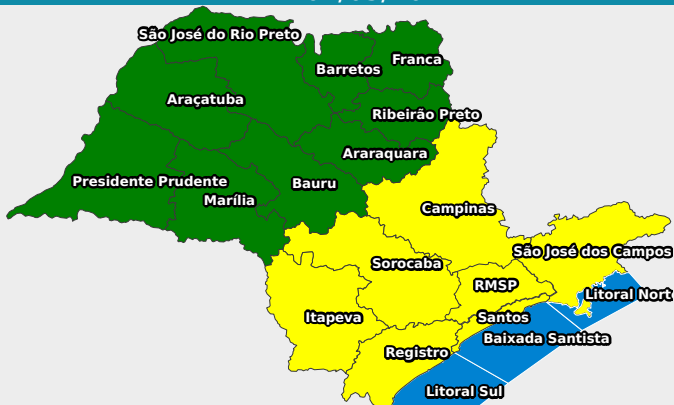 São José do Rio Preto
Franca
Barretos
Araçatuba
Ribeirão Preto
Araraquara
Presidente Prudente
Bauru
Marília
Campinas
São José dos Campos
Sorocaba
RMSP
Litoral Nort
Itapeva
Santos
Baixada Santista
Registro
Litoral Sul